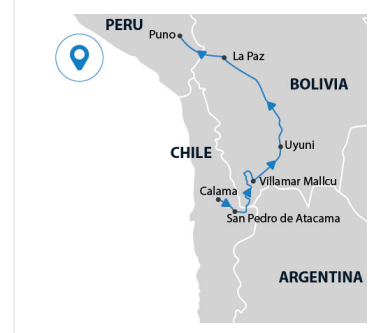 PERU
Puno
La Paz
BOLIVIA
Uyuni
CHILE
Villamar Mallcu
Calama
San Pedro de Atacama
ARGENTINA